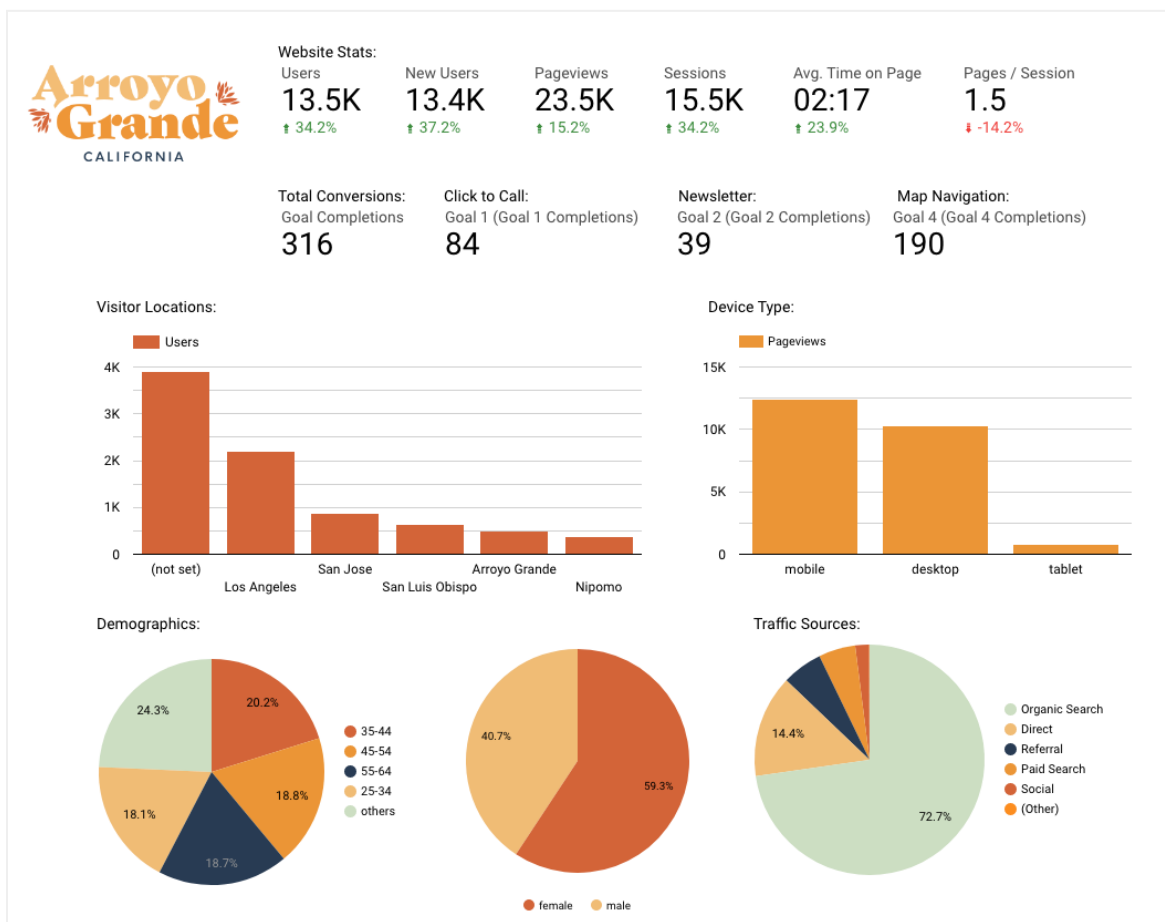 Arroyo
Grande
CALIFORNIA
Website Stats:
Users New Users Pageviews Sessions Avg. Time on Page Pages / Session
13.5K 13.4K 23.5K 15.5K 02:17 1.5
34.2% 37.2% 15.2% 34.2% 23.9% -14.2%
Total Conversions: Click to Call: Newsletter: Map Navigation:
Goal Completions Goal 1 (Goal 1 Completions) Goal 2 (Goal 2 Completions) Goal 4 (Goal 4 Completions)
316 84 39 190
Visitor Locations:
Users
4K
3K
2K
1K
0
(not set) San Jose Arroyo Grande
Los Angeles San Luis Obispo Nipomo
Device Type:
Pageviews
15K
10K
5K
0
mobile desktop tablet
Demographics:
24.3% 20.2%
18.1% 18.8%
18.7%
35-44
45-54
55-64
25-34
others
40.7%
59.3%
female male
Traffic Sources:
14.4%
72.7%
Organic Search
Direct
Referral
Paid Search
Social
(Other)